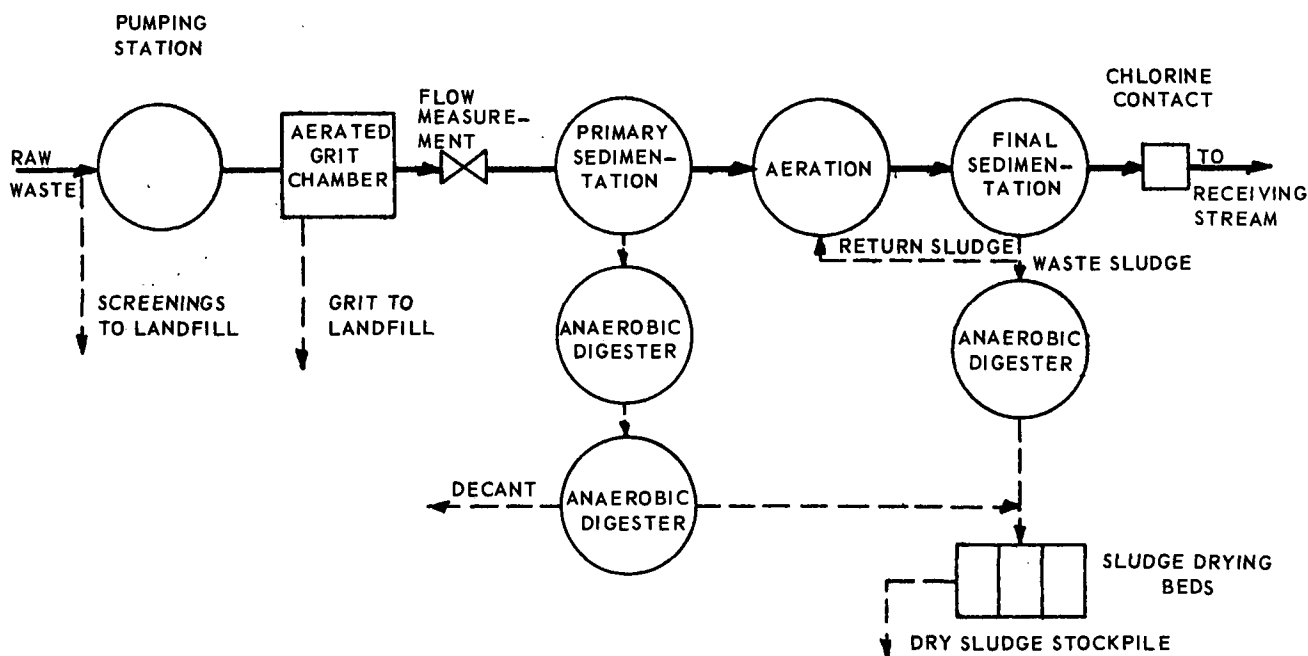 PUMPING
STATION
RAW
WASTE
SCREENINGS
TO LANDFILL
AERATED
GRIT
CHAMBER
GRIT TO
LANDFILL
FLOW
MEASURE-
MENT
PRIMARY
SEDIMEN-
TATION
AERATION
FINAL
SEDIMEN-
TATION
CHLORINE
CONTACT
TO
RECEIVING
STREAM
RETURN SLUDGE
WASTE SLUDGE
ANAEROBIC
DIGESTER
ANAEROBIC
DIGESTER
DECANT
ANAEROBIC
DIGESTER
SLUDGE DRYING
BEDS
DRY SLUDGE STOCKPILE